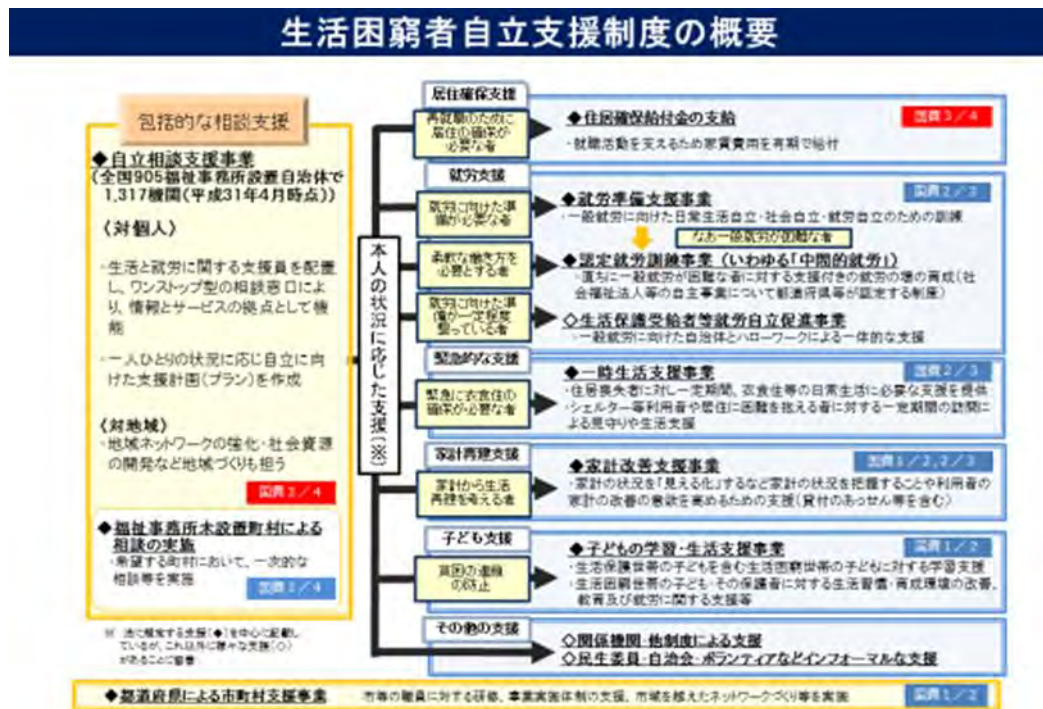 生活困窮者自立支援制度の概要
包括的な相談支援
◆自立相談支援事業
(全国905福祉事務所設置自治体で
1,317機関(平成31年4月時点))
〈対個人〉
・生活と就労に関する支援員を配置
し、ワンストップ型の相談窓口によ
り、情報とサービスの拠点として機
能
・一人ひとりの状況に応じ自立に向
けた支援計画(プラン)を作成
〈対地域〉
・地域ネットワークの強化・社会資源
の開発など地域づくりも担う
国費3/4
◆福祉事務所未設置町村による
相談の実施
・希望する町村において、一次的な
相談等を実施
国費3/4
※ 法に規定する支援(◆)を中心に記載し
ているが、これ以外に様々な支援(◇)
があることに留意
本人の状況に応じた支援(※)
居住確保支援
再就職のために
居住の確保が
必要な者
◆住居確保給付金の支給
国費3/4
・就職活動を支えるため家賃費用を有期で給付
就労支援
就労に向けた準
備が必要な者
◆就労準備支援事業
国費2/3
・一般就労に向けた日常生活自立・社会自立・就労自立のための訓練
なお一般就労が困難な者
柔軟な働き方を
必要とする者
◆認定就労訓練事業(いわゆる「中間的就労」)
・直ちに一般就労が困難な者に対する支援付きの就労の場の育成(社
会福祉法人等の自主事業について都道府県等が認定する制度)
就労に向けた準
備が一定程度
整っている者
◇生活保護受給者等就労自立促進事業
・一般就労に向けた自治体とハローワークによる一体的な支援
緊急的な支援
緊急に衣食住の
確保が必要な者
◆一時生活支援事業
国費2/3
・住居喪失者に対し一定期間、衣食住等の日常生活に必要な支援を提供
・シェルター等利用者や居住に困難を抱える者に対する一定期間の訪問に
よる見守りや生活支援
家計再建支援
家計から生活
再建を考える者
◆家計改善支援事業
国費1/2,2/3
・家計の状況を「見える化」するなど家計の状況を把握することや利用者の
家計の改善の意欲を高めるための支援(貸付のあっせん等を含む)
子ども支援
貧困の連鎖
の防止
◆子どもの学習・生活支援事業
国費1/2
・生活保護世帯の子どもを含む生活困窮世帯の子どもに対する学習支援
・生活困窮世帯の子ども・その保護者に対する生活習慣・育成環境の改善、
教育及び就労に関する支援等
その他の支援
◇関係機関・他制度による支援
◇民生委員・自治会・ボランティアなどインフォーマルな支援
◆都道府県による市町村支援事業
・市等の職員に対する研修、事業実施体制の支援、市域を越えたネットワークづくり等を実施
国費1/2